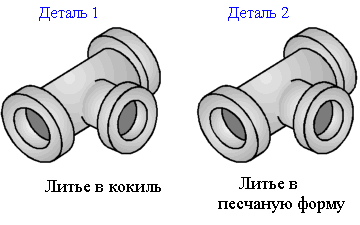 Деталь 1
Деталь 2
Литье в кокиль
Литье в
песчаную форму